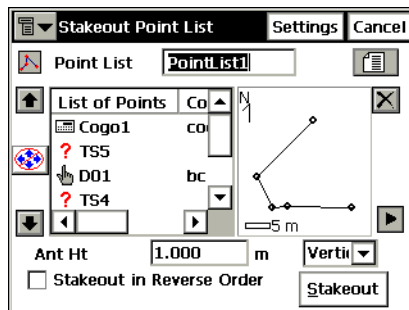 Stakeout Point List Settings Cancel
Point List PointList1
List of Points Co
Cogo1 co
? TS5
D01 bc
? TS4
N
5 m
Ant Ht 1.000 m Verti
Stakeout in Reverse Order
Stakeout